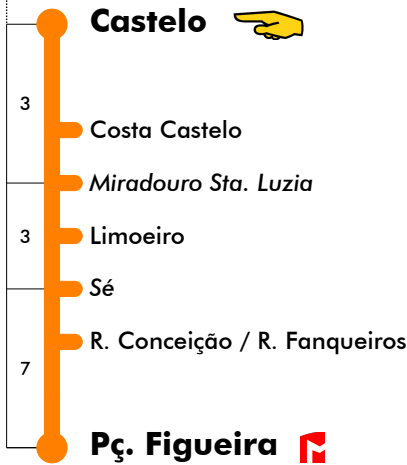 Castelo
3
Costa Castelo
Miradouro Sta. Luzia
3
Limoeiro
Sé
R. Conceição / R. Fanqueiros
7
Pç. Figueira